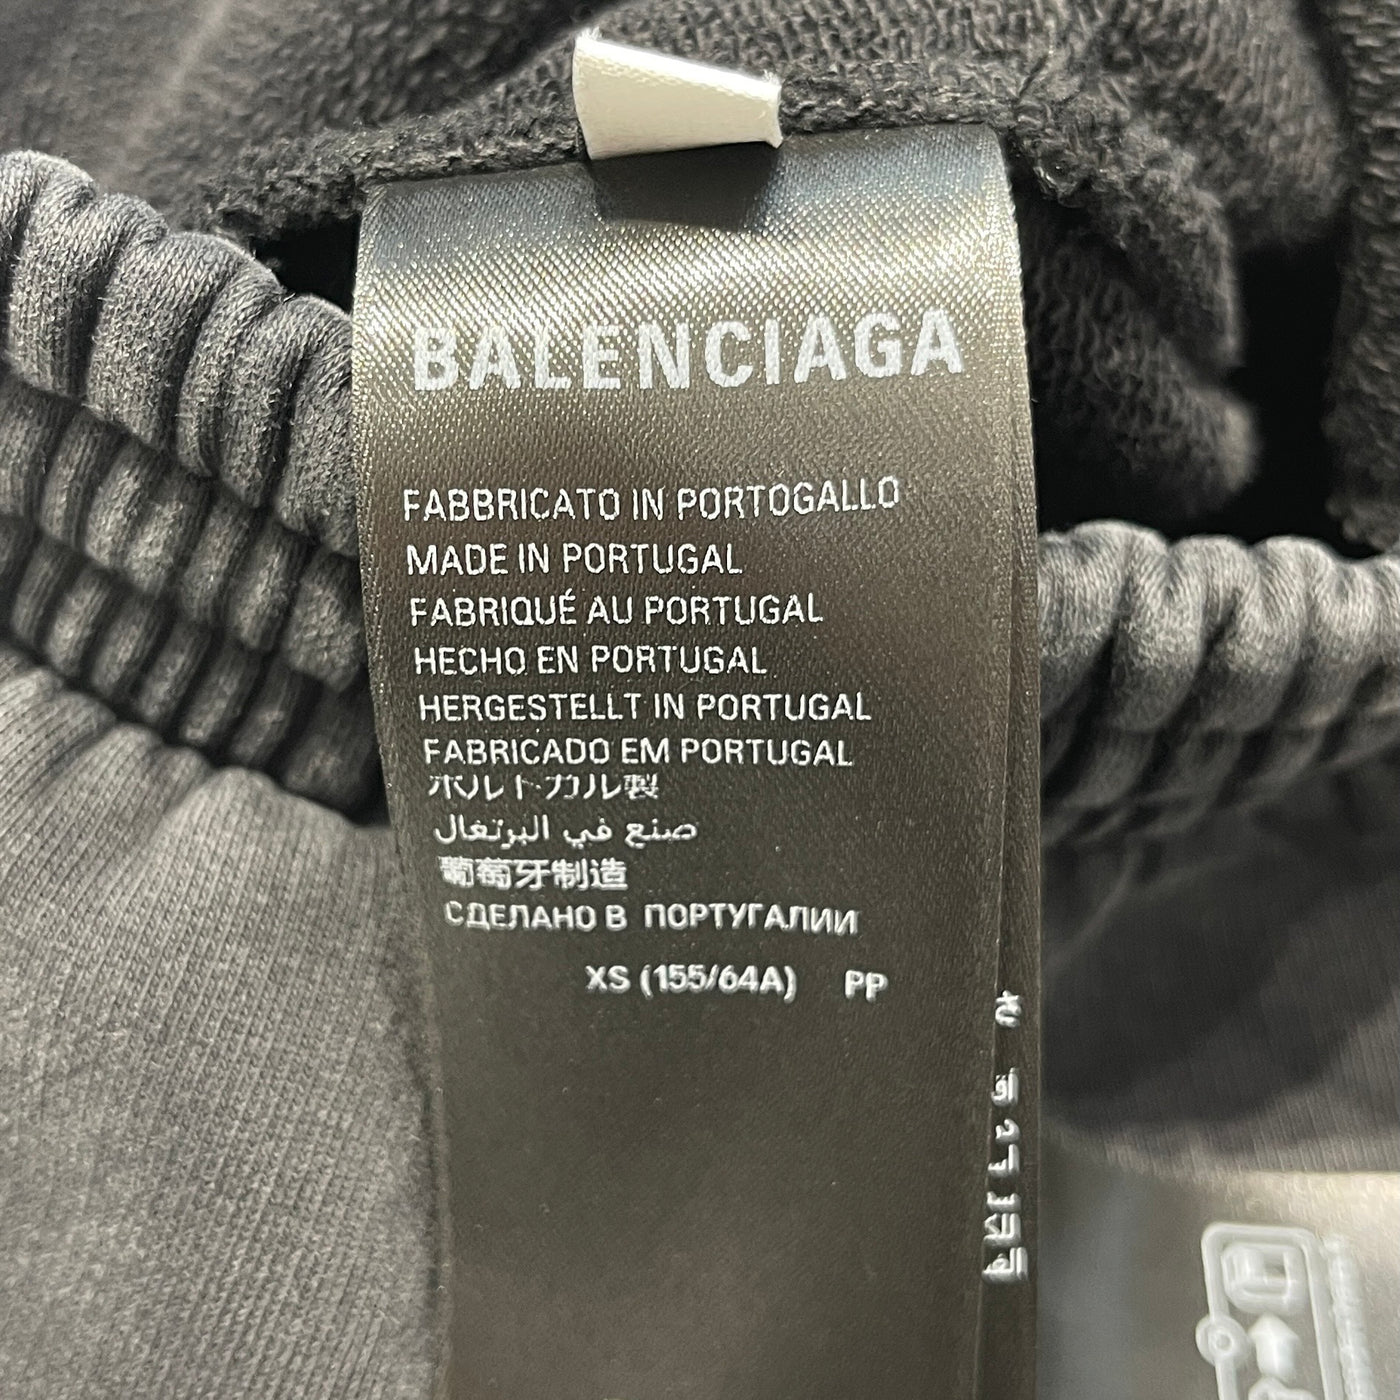 BALENCIAGA
FABBRICATO IN PORTOGALLO
MADE IN PORTUGAL
FABRIQUÉ AU PORTUGAL
HECHO EN PORTUGAL
HERGESTELLT IN PORTUGAL
FABRICADO EM PORTUGAL
ポルトガル製
صنع في البرتغال
葡萄牙制造
СДЕЛАНО В ПОРТУГАЛИИ
XS (155/64A) PP